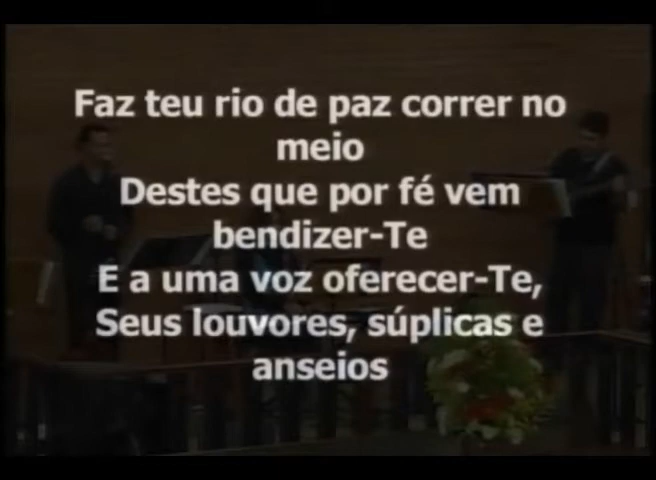 Faz teu rio de paz correr no
meio
Destes que por fé vem
bendizer-Te
E a uma voz oferecer-Te,
Seus louvores, súplicas e
anseios